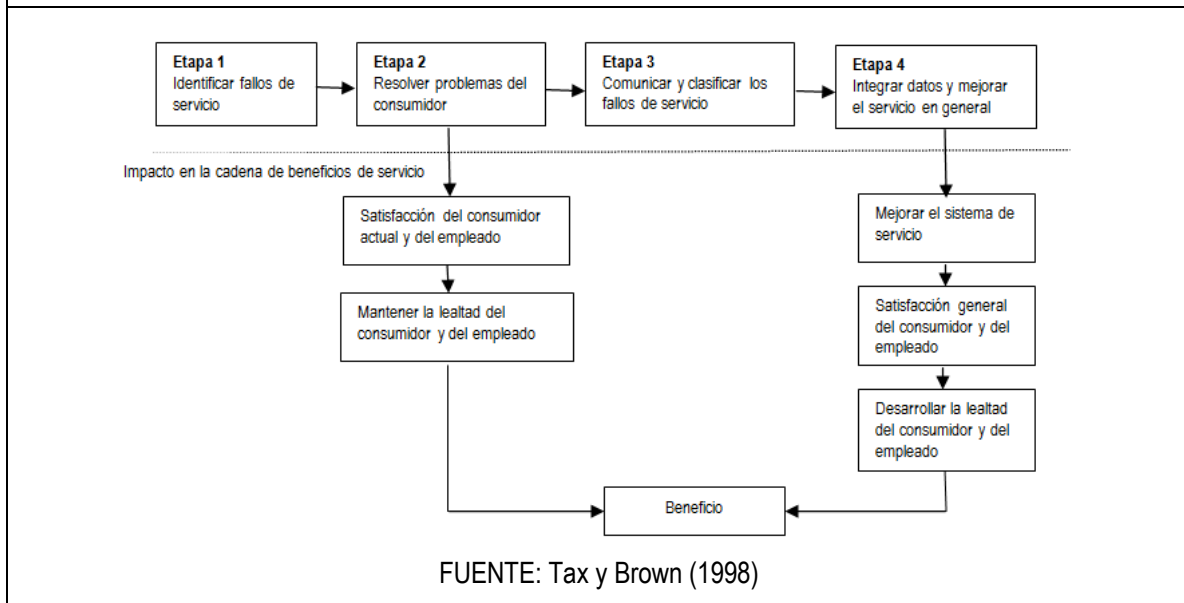 Etapa 1
Identificar fallos de
servicio
Etapa 2
Resolver problemas del
consumidor
Etapa 3
Comunicar y clasificar los
fallos de servicio
Etapa 4
Integrar datos y mejorar
el servicio en general
Impacto en la cadena de beneficios de servicio
Satisfacción del consumidor
actual y del empleado
Mantener la lealtad del
consumidor y del empleado
Mejorar el sistema de
servicio
Satisfacción general
del consumidor y del
empleado
Desarrollar la lealtad
del consumidor y del
empleado
Beneficio
FUENTE: Tax y Brown (1998)